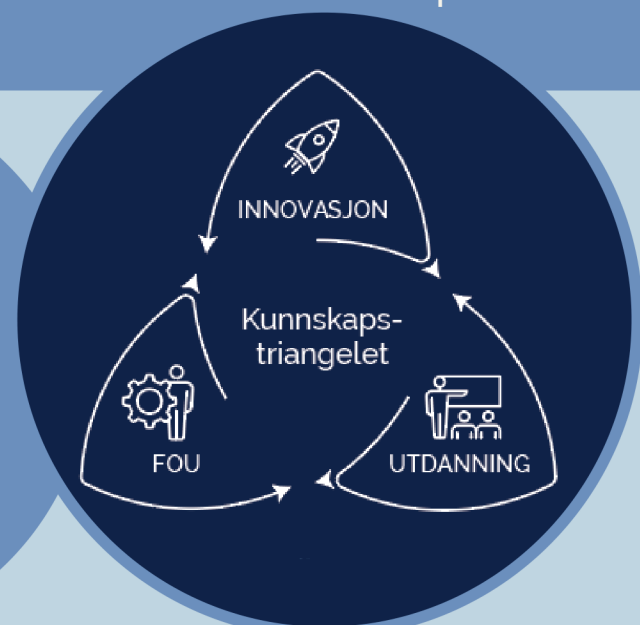 INNOVASJON
Kunnskaps-
triangelet
FOU
UTDANNING